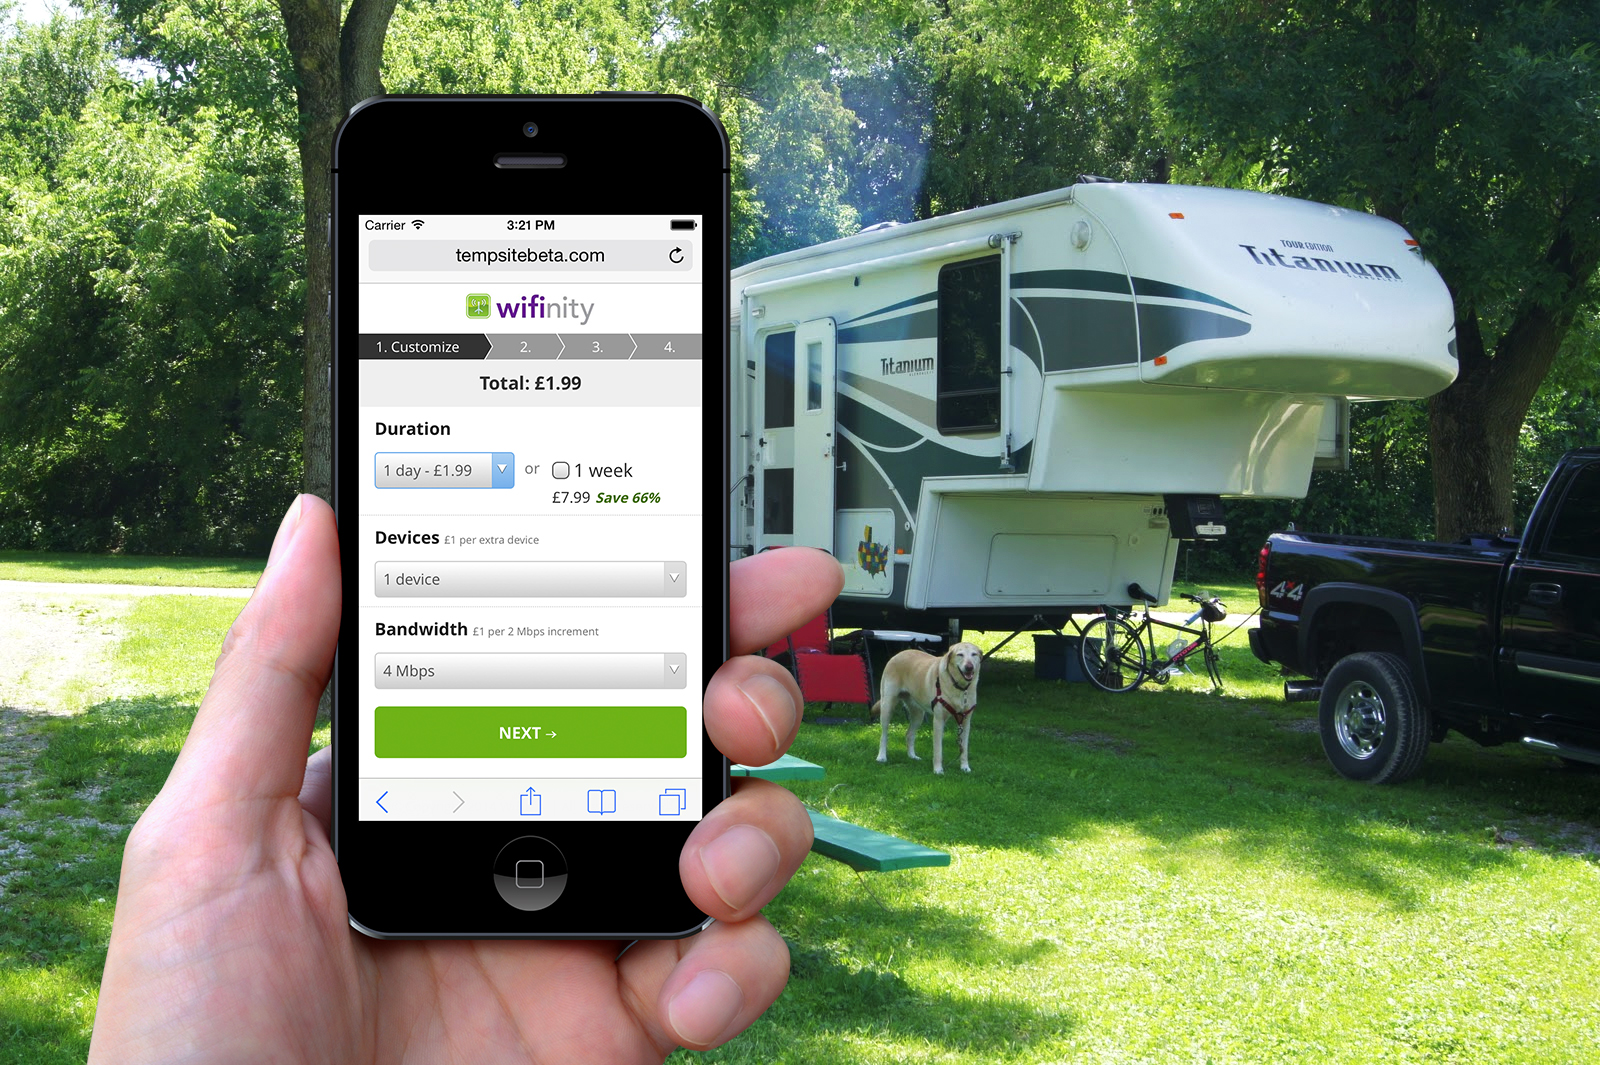 Carrier 3:21 PM
tempsitebeta.com
wifinity
1. Customize 2. 3. 4.
Total: £1.99
Duration
1 day - £1.99 or 1 week
£7.99 Save 66%
Devices £1 per extra device
1 device
Bandwidth £1 per 2 Mbps increment
4 Mbps
NEXT →
TOUR EDITION
Titanium
Titanium
4x4